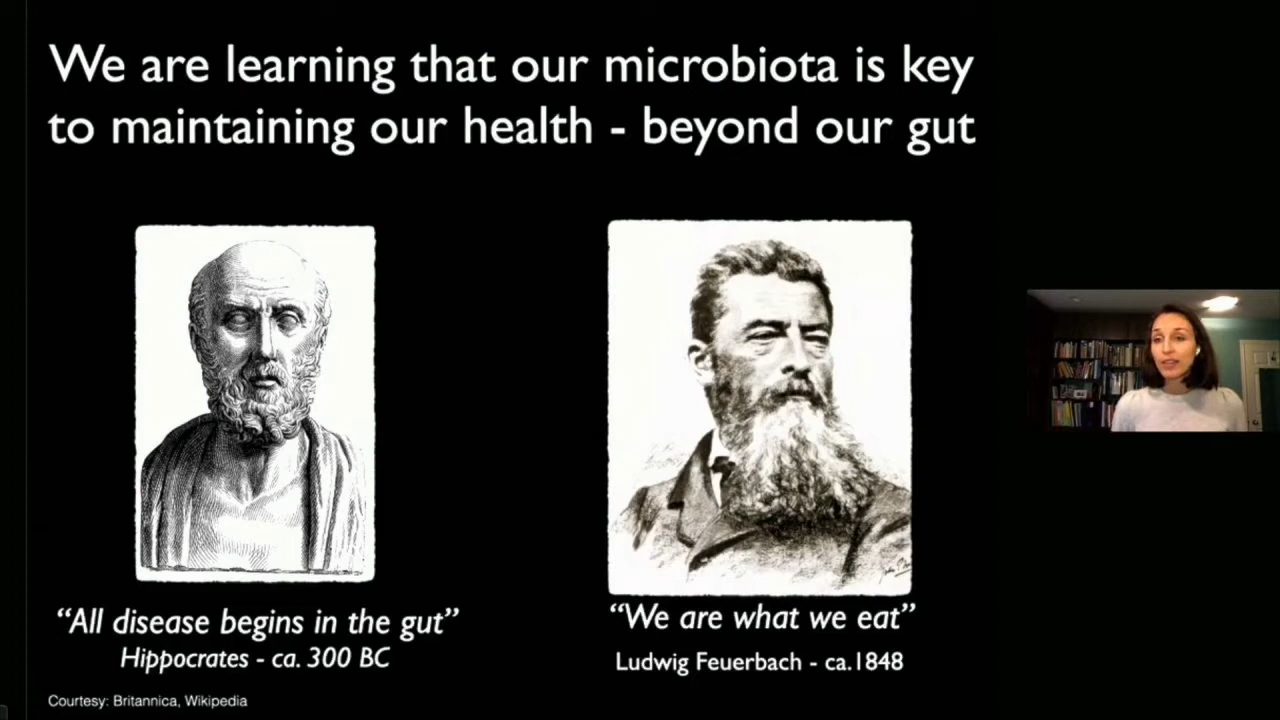 We are learning that our microbiota is key
to maintaining our health - beyond our gut
“All disease begins in the gut”
Hippocrates - ca. 300 BC
“We are what we eat”
Ludwig Feuerbach - ca.1848
Courtesy: Britannica, Wikipedia